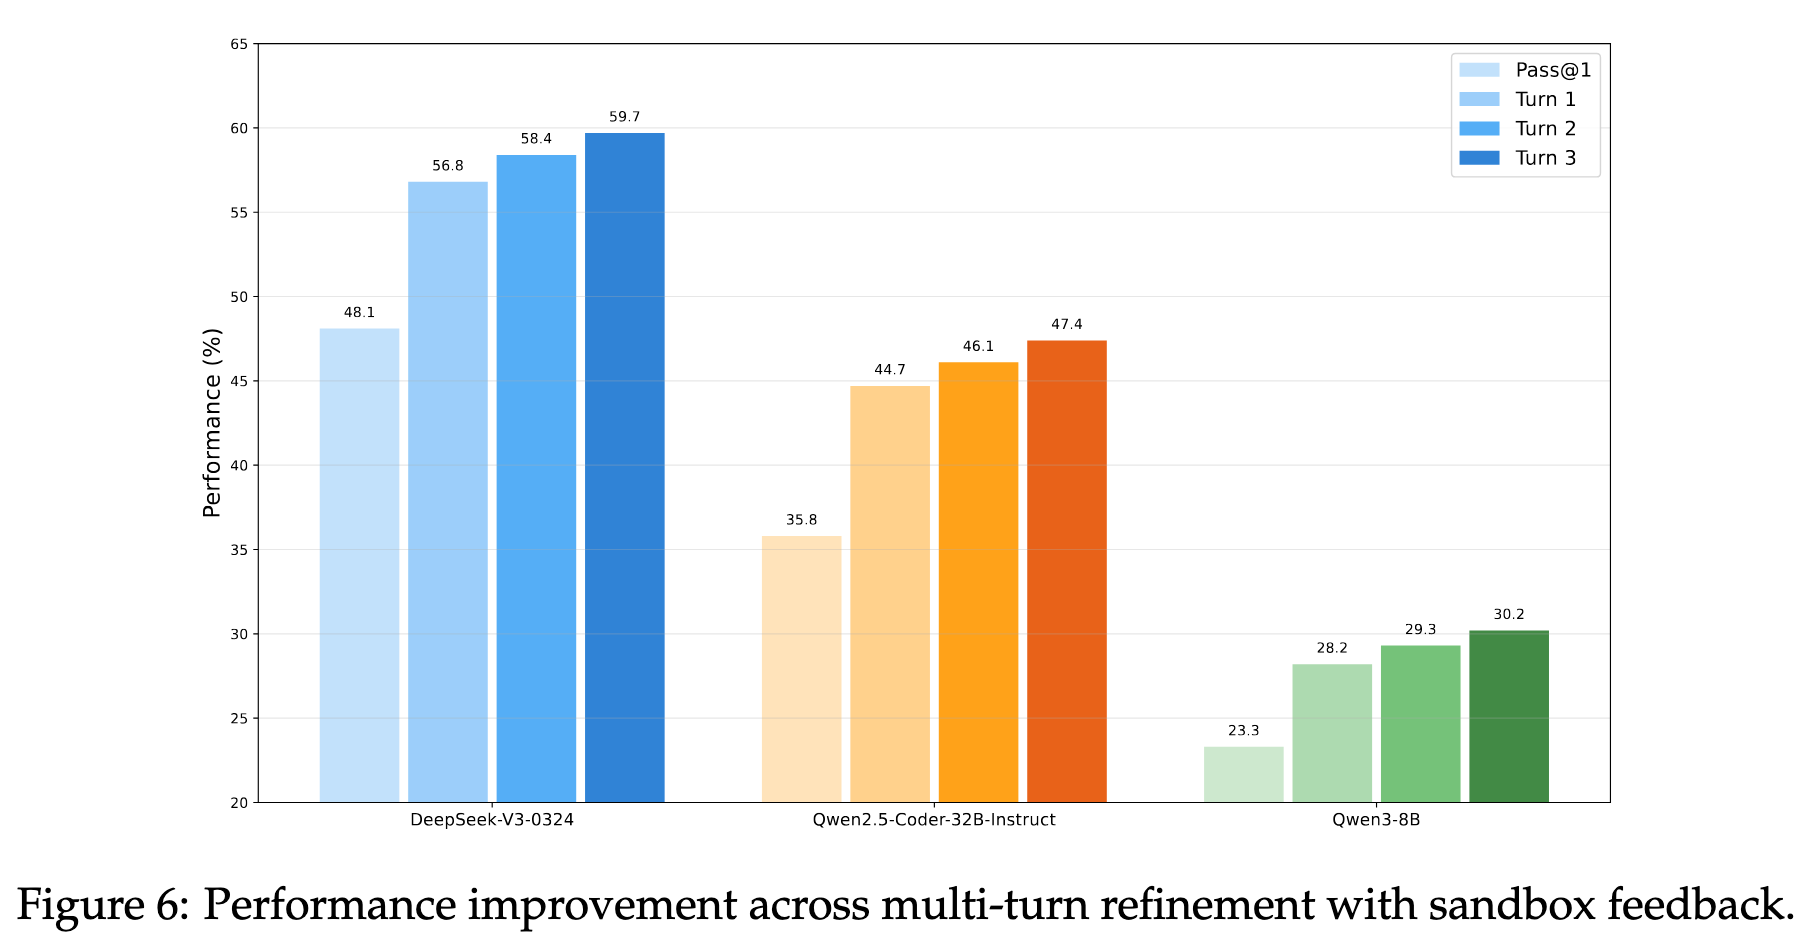 65
60
55
50
45
40
35
30
25
20
Performance (%)
48.1
56.8
58.4
59.7
35.8
44.7
46.1
47.4
23.3
28.2
29.3
30.2
Pass@1
Turn 1
Turn 2
Turn 3
DeepSeek-V3-0324
Qwen2.5-Coder-32B-Instruct
Qwen3-8B
Figure 6: Performance improvement across multi-turn refinement with sandbox feedback.